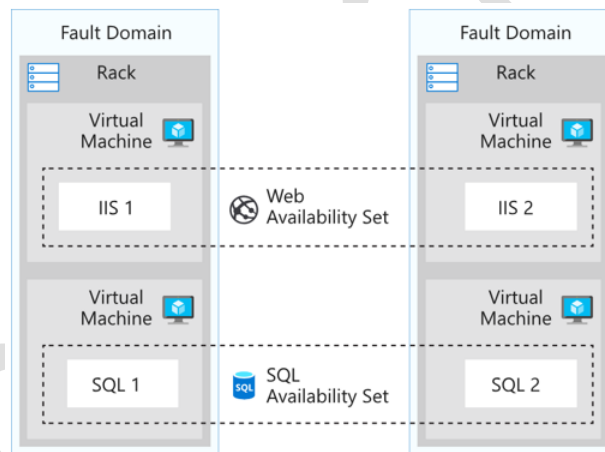 Fault Domain
Fault Domain
Rack
Rack
Virtual
Machine
Virtual
Machine
IIS 1
Web
Availability Set
IIS 2
Virtual
Machine
Virtual
Machine
SQL 1
SQL
SQL
Availability Set
SQL 2